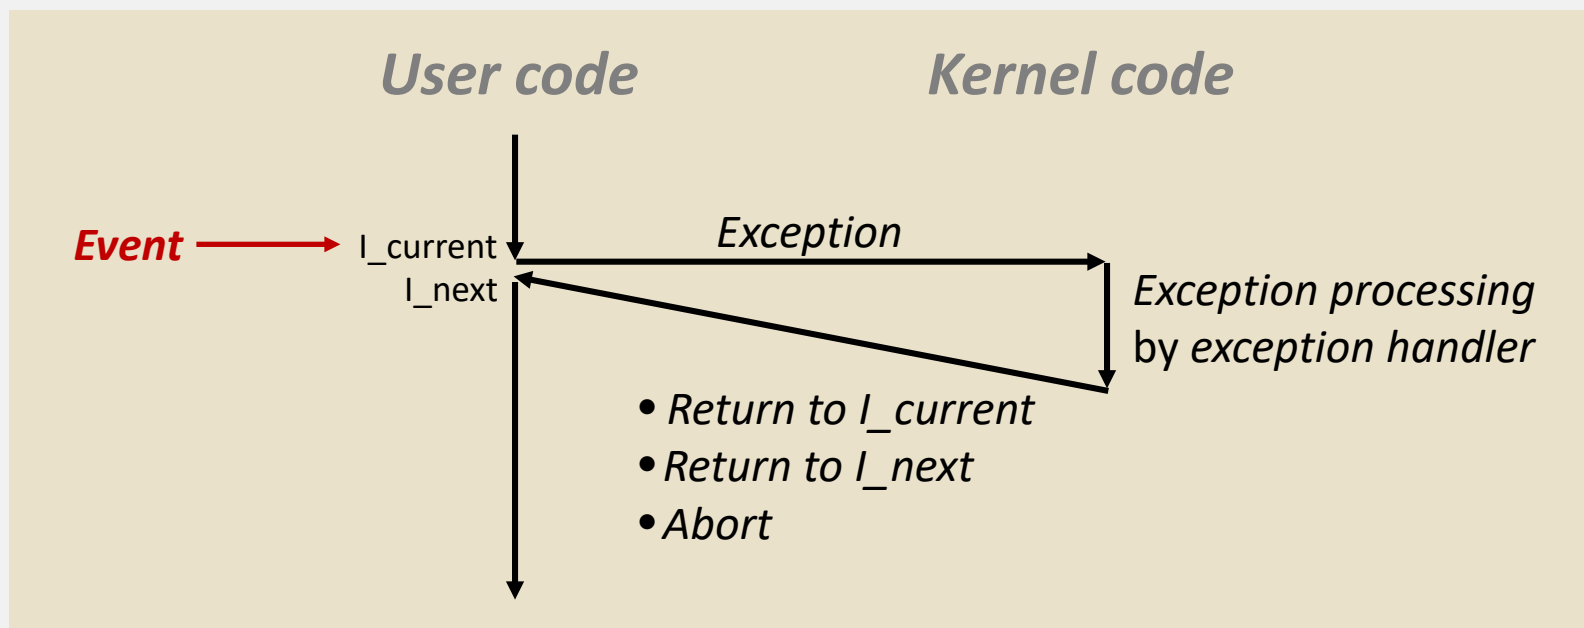 User code
Kernel code
Event
I_current
Exception
I_next
Exception processing
by exception handler
• Return to I_current
• Return to I_next
• Abort